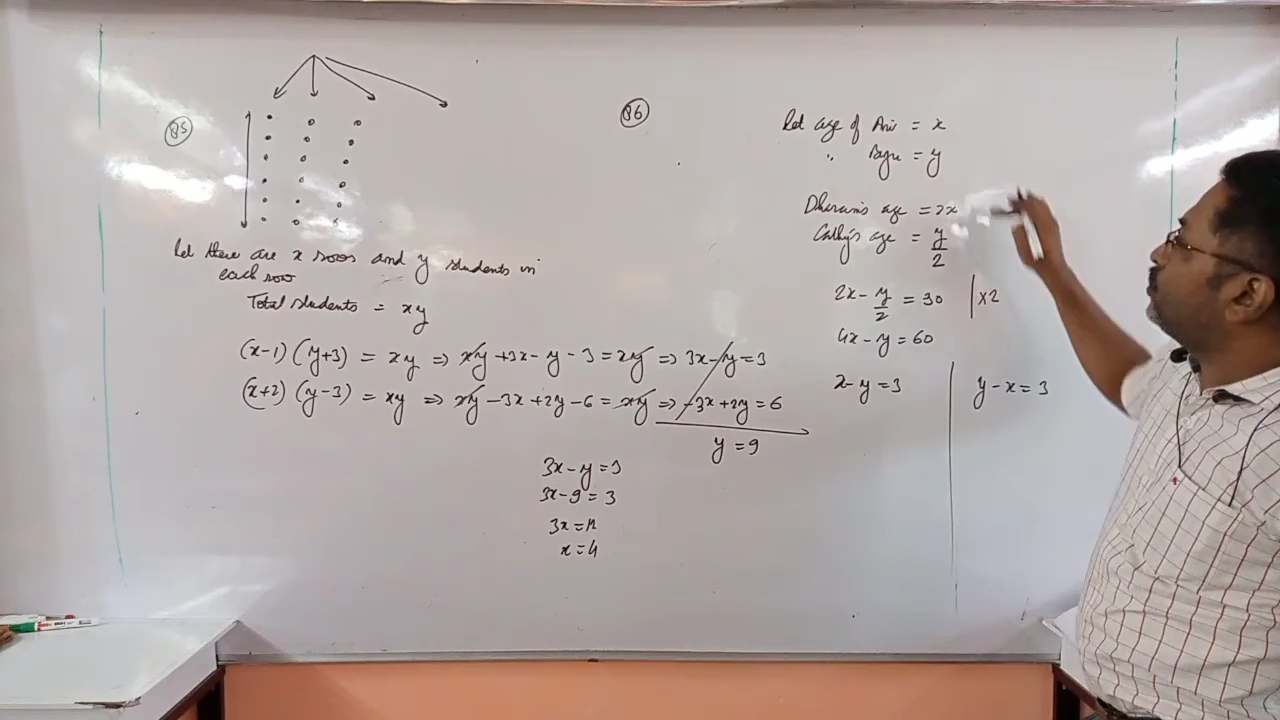 Q5
Let there are x rows and y students in
each row
Total students = xy
(x-1) (y+3) = xy ⇒ xy +3x - y - 3 = xy ⇒ 3x - y = 3
(x+2) (y-3) = xy ⇒ xy - 3x + 2y - 6 = xy ⇒ -3x + 2y = 6
y = 9
3x - y = 3
3x - 9 = 3
3x = 12
x = 4
Q6
Let age of Ani = x
" Byu = y
Dharam's age = 2x
Cathy's age = y/2
2x - y/2 = 30 | ×2
4x - y = 60
x - y = 3
y - x = 3